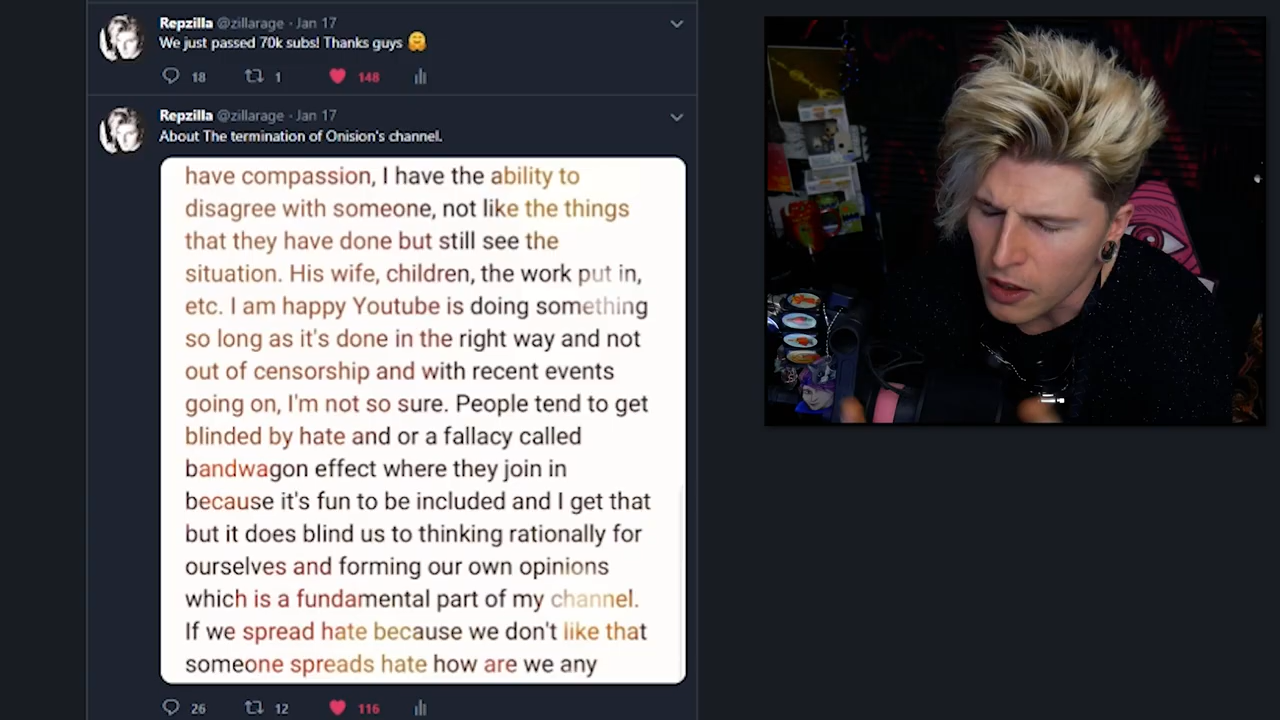 Repzilla @zillarage · Jan 17
We just passed 70k subs! Thanks guys 🤗
18 1 148
Repzilla @zillarage · Jan 17
About The termination of Onision's channel.
have compassion, I have the ability to
disagree with someone, not like the things
that they have done but still see the
situation. His wife, children, the work put in,
etc. I am happy Youtube is doing something
so long as it's done in the right way and not
out of censorship and with recent events
going on, I'm not so sure. People tend to get
blinded by hate and or a fallacy called
bandwagon effect where they join in
because it's fun to be included and I get that
but it does blind us to thinking rationally for
ourselves and forming our own opinions
which is a fundamental part of my channel.
If we spread hate because we don't like that
someone spreads hate how are we any
26 12 116